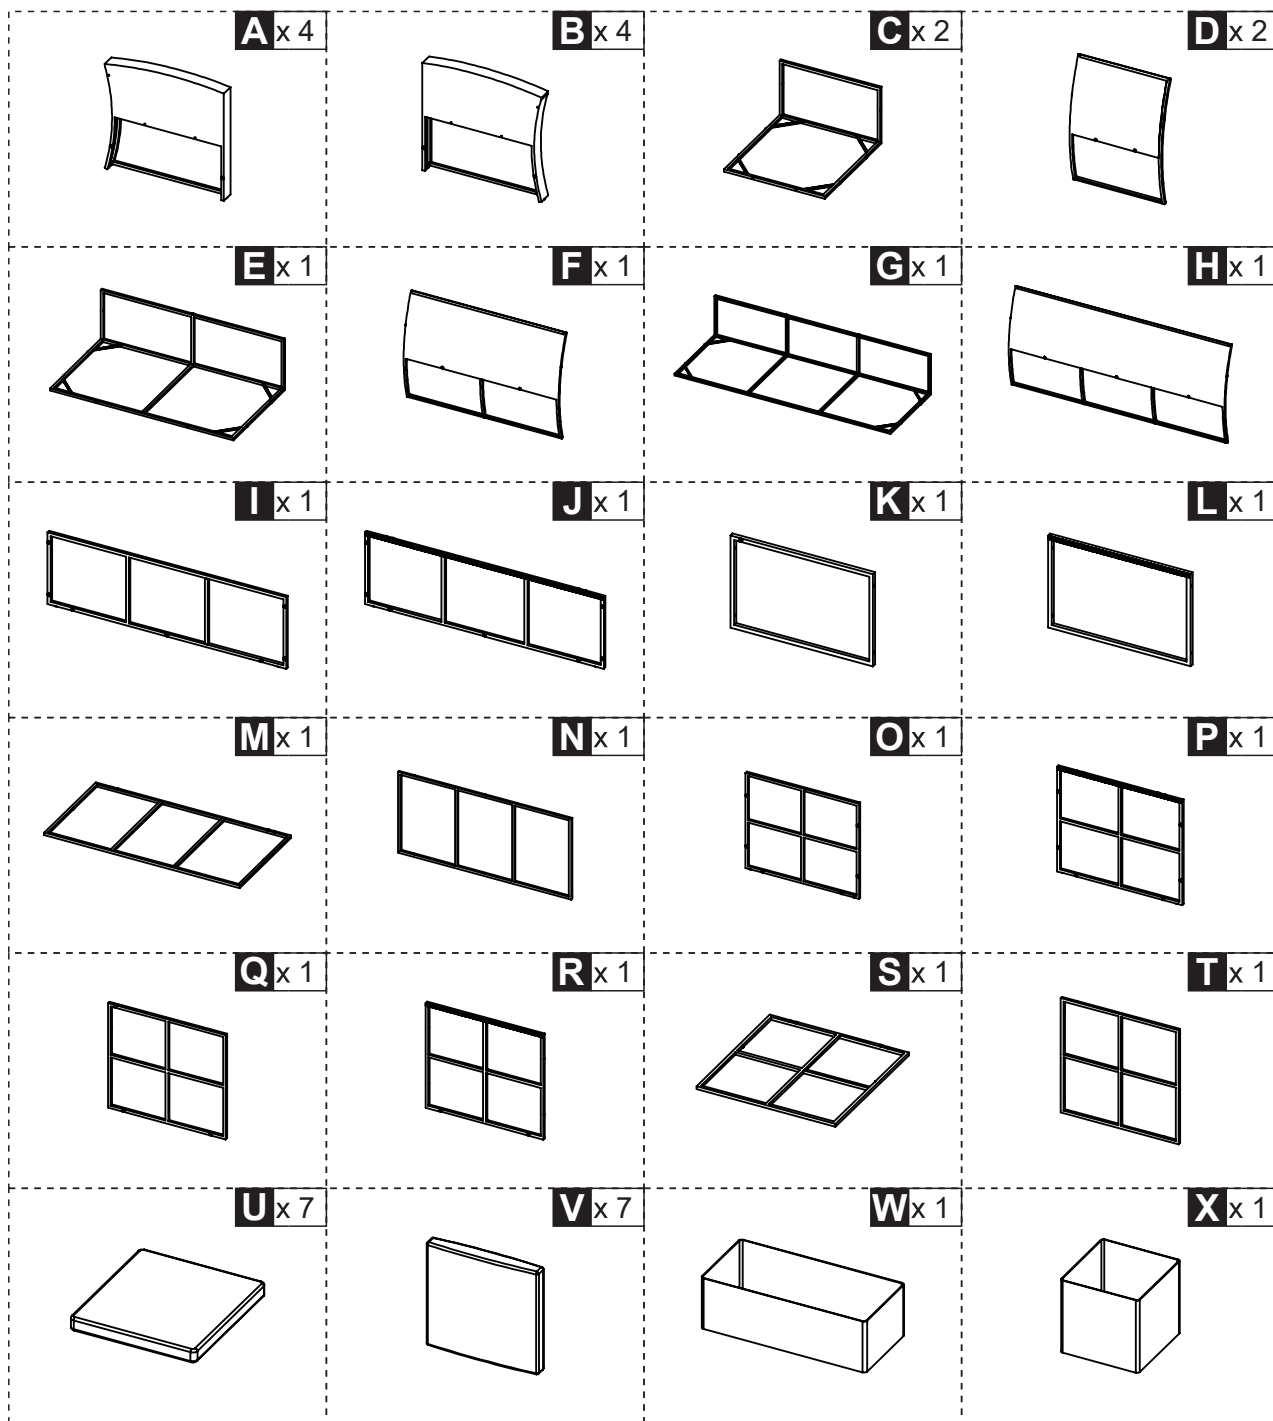 A x 4
B x 4
C x 2
D x 2
E x 1
F x 1
G x 1
H x 1
I x 1
J x 1
K x 1
L x 1
M x 1
N x 1
O x 1
P x 1
Q x 1
R x 1
S x 1
T x 1
U x 7
V x 7
W x 1
X x 1